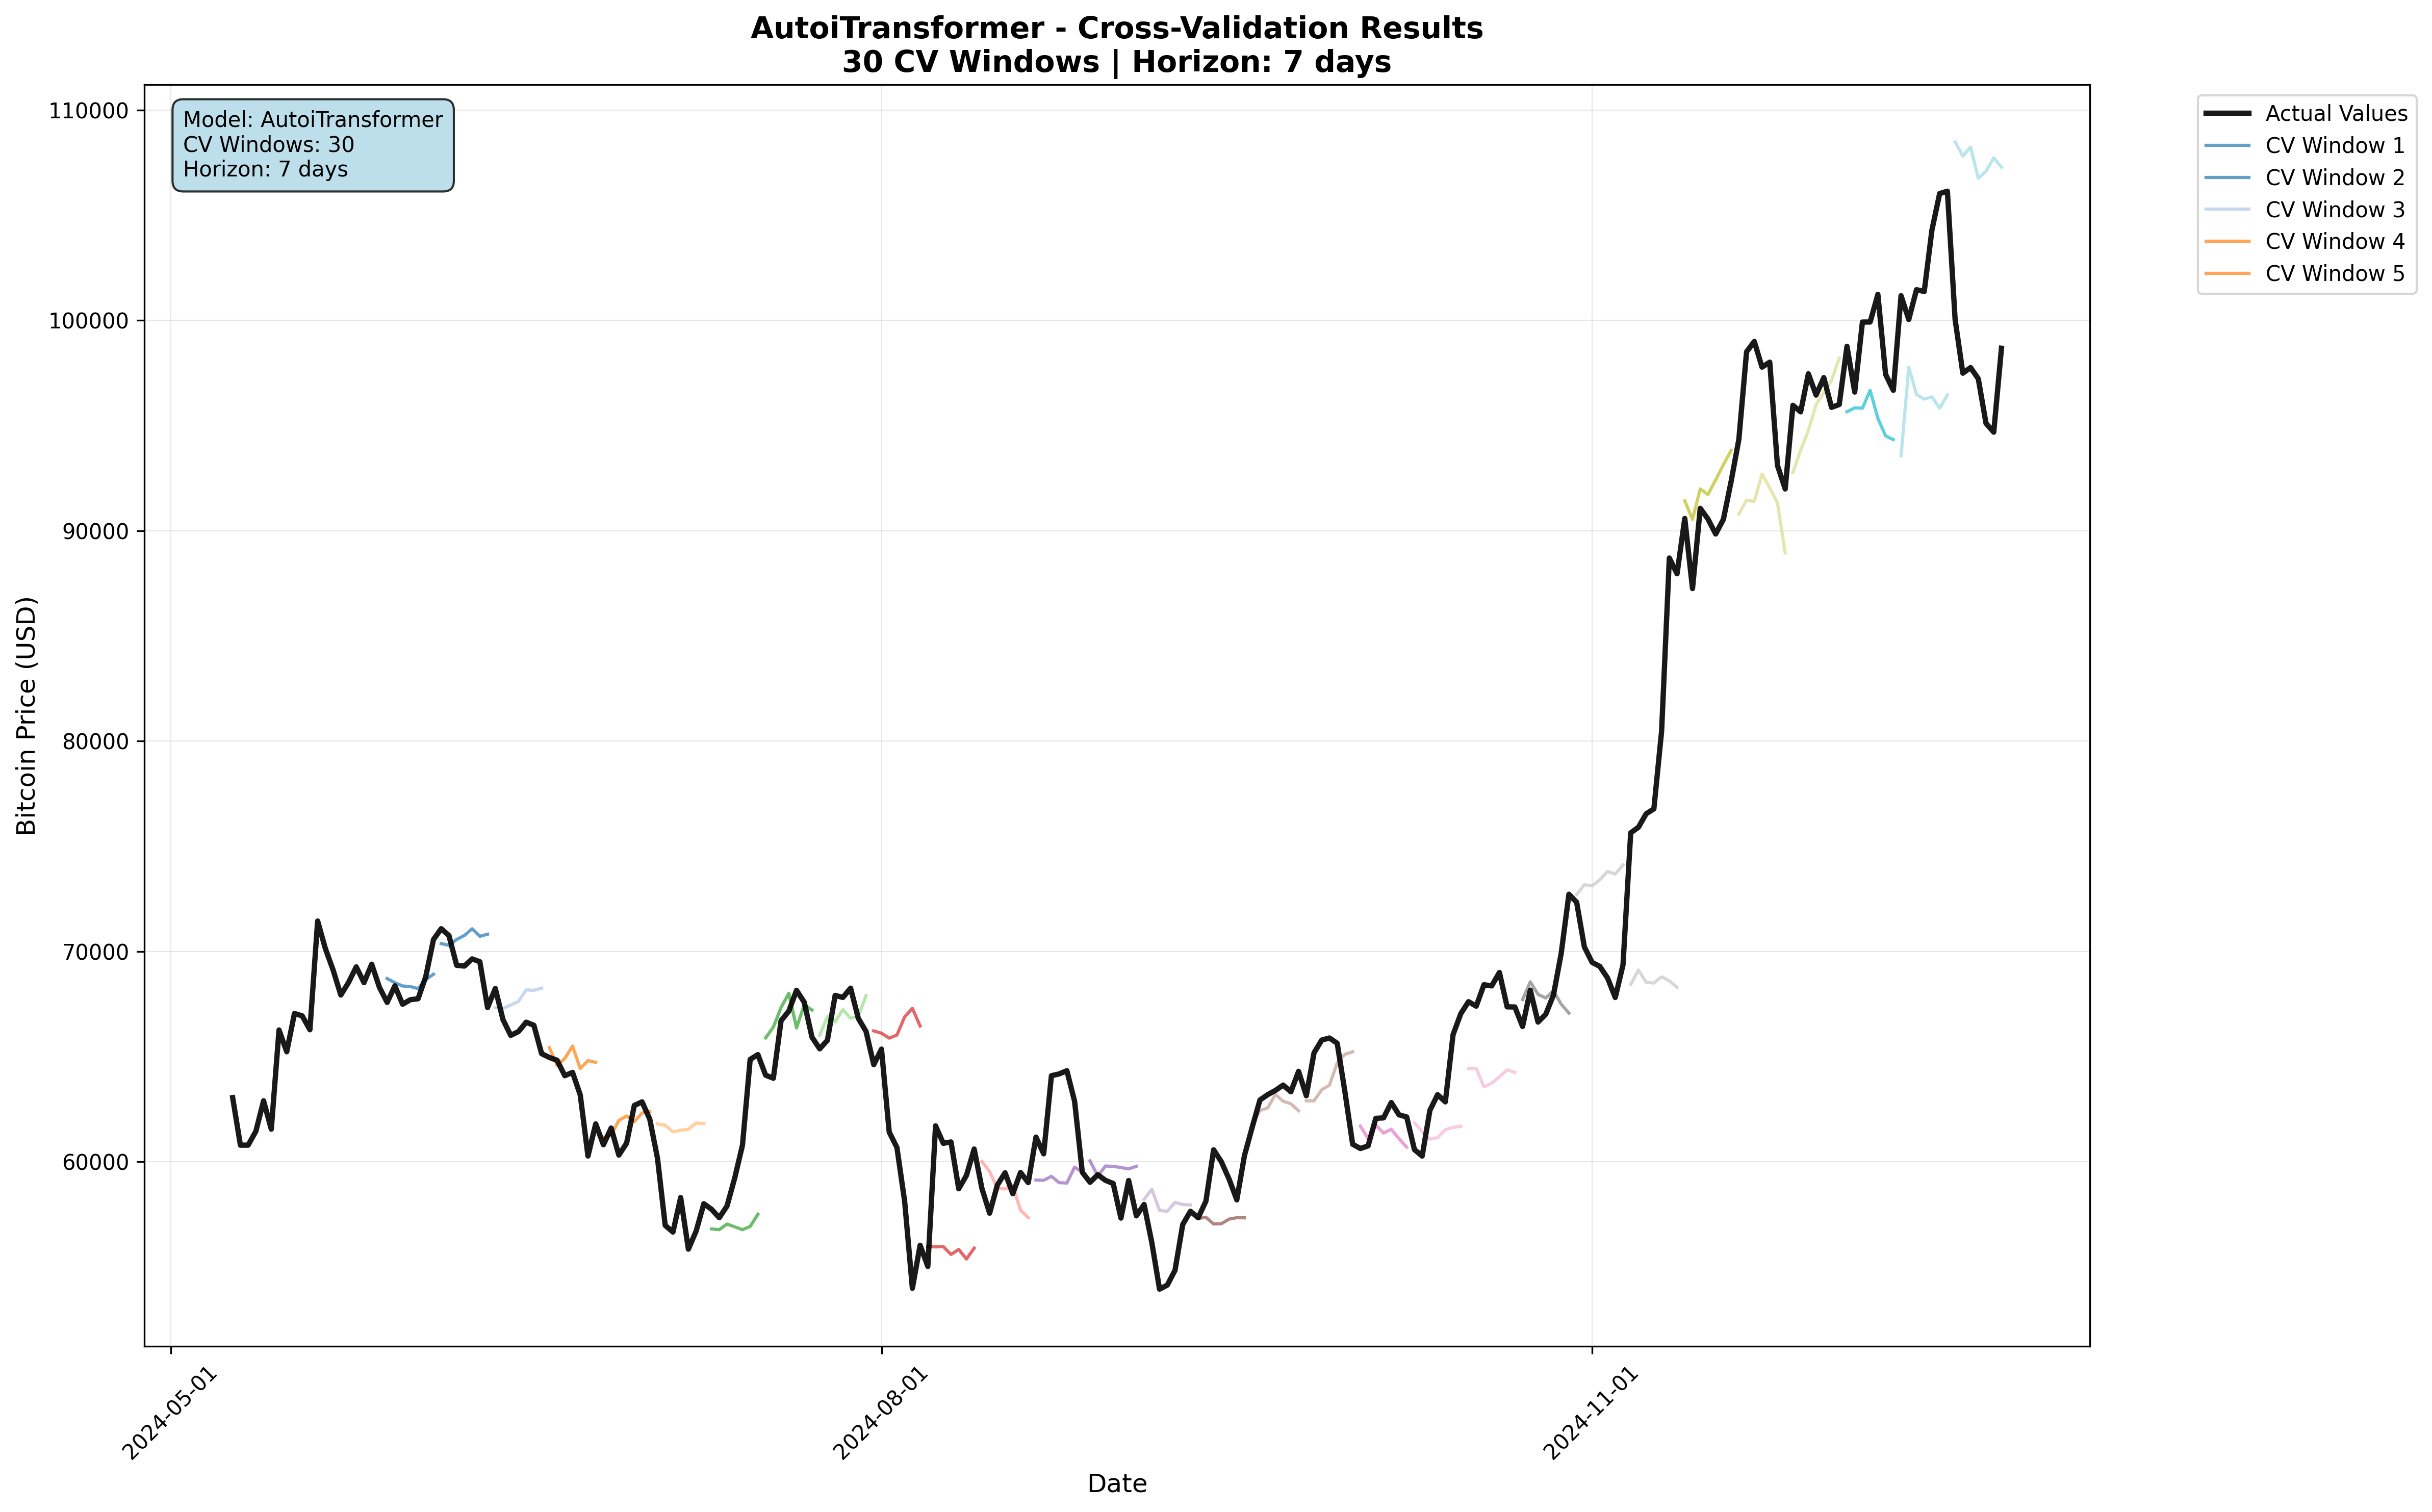 AutoiTransformer - Cross-Validation Results
30 CV Windows | Horizon: 7 days
Model: AutoiTransformer
CV Windows: 30
Horizon: 7 days
Actual Values
CV Window 1
CV Window 2
CV Window 3
CV Window 4
CV Window 5
Bitcoin Price (USD)
110000
100000
90000
80000
70000
60000
2024-05-01
2024-08-01
2024-11-01
Date